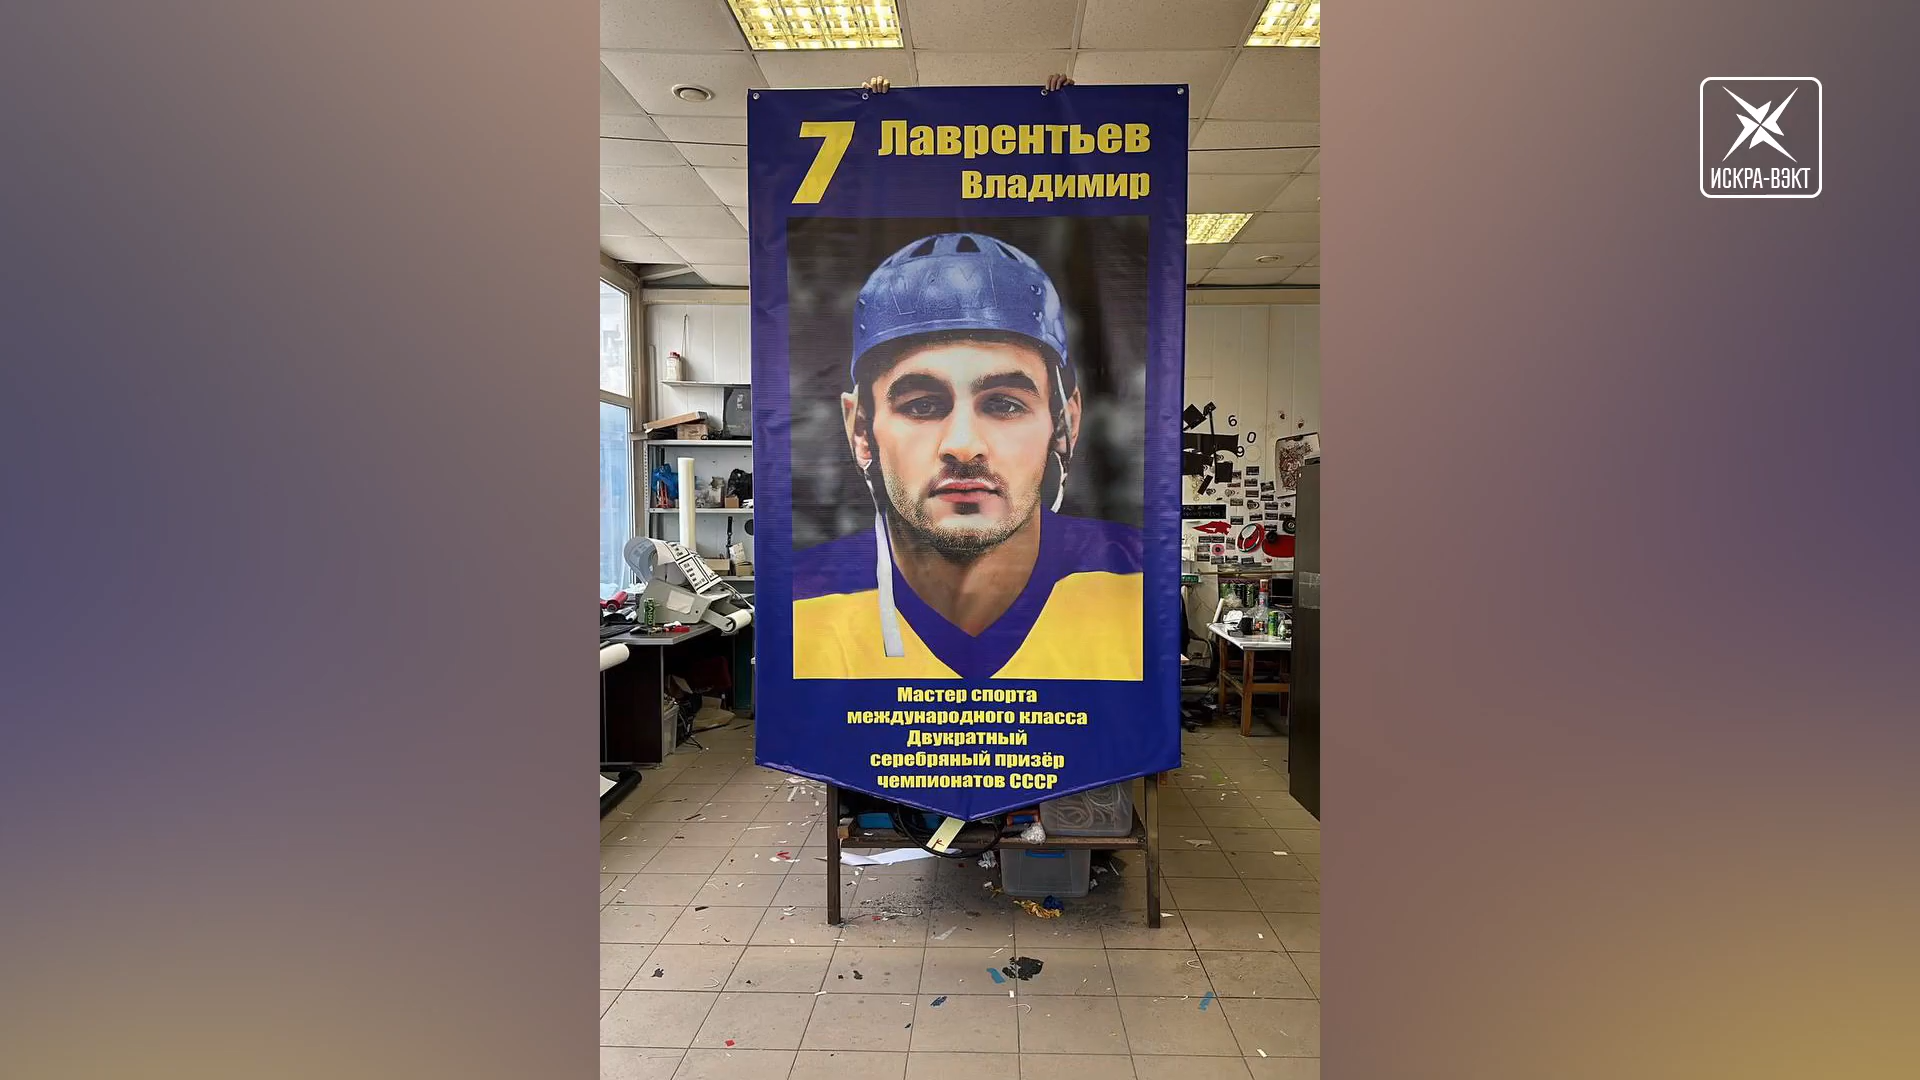 7 Лаврентьев
Владимир
Мастер спорта
международного класса
Двукратный
серебряный призёр
чемпионатов СССР
ИСКРА-ВЭКТ